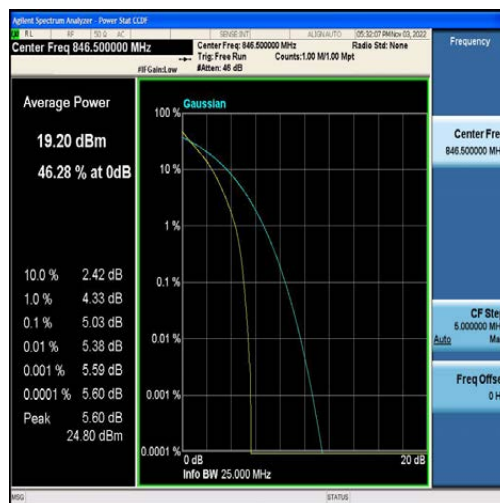 Agilent Spectrum Analyzer - Power Stat CCDF
RL RF 50 Ω AC SENSE:INT ALIGN AUTO 05:32:07 PM Nov 03, 2022
Center Freq 846.500000 MHz
Center Freq: 846.500000 MHz Radio Std: None
Trig: Free Run Counts:1.00 M/1.00 Mpt
#IFGain:Low #Atten: 46 dB
Frequency
Average Power
19.20 dBm
46.28 % at 0dB
10.0 % 2.42 dB
1.0 % 4.33 dB
0.1 % 5.03 dB
0.01 % 5.38 dB
0.001 % 5.59 dB
0.0001 % 5.60 dB
Peak 5.60 dB
24.80 dBm
Gaussian
100 %
10 %
1 %
0.1 %
0.01 %
0.001 %
0.0001 %
0 dB 20 dB
Info BW 25.000 MHz
Center Fre
846.500000 MH
CF Ste
5.000000 MH
Auto Ma
Freq Offse
0 H
MSG STATUS